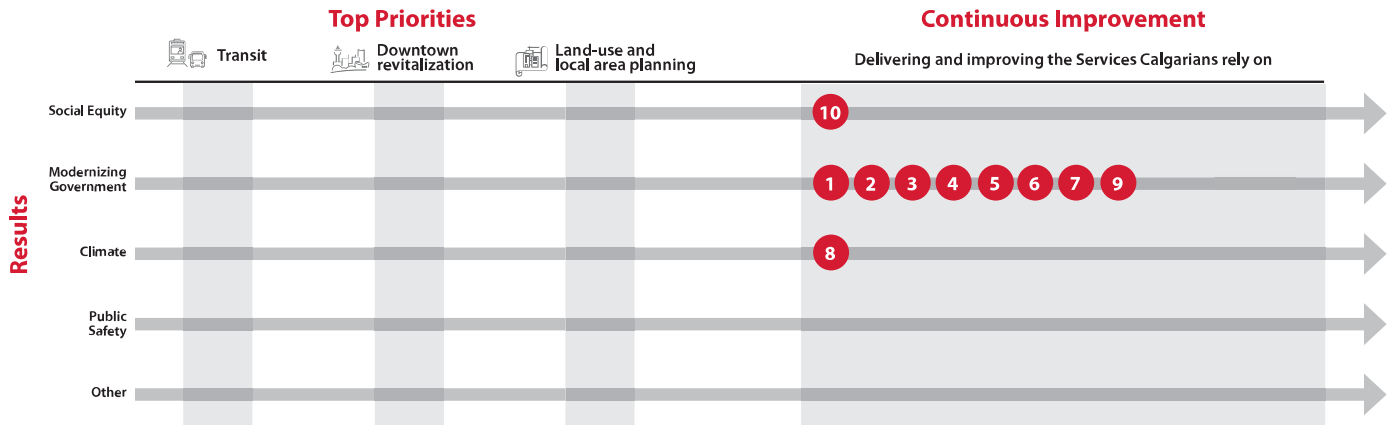 Top Priorities
Continuous Improvement
Transit
Downtown
revitalization
Land-use and
local area planning
Delivering and improving the Services Calgarians rely on
Results
Social Equity
10
Modernizing
Government
1 2 3 4 5 6 7 9
Climate
8
Public
Safety
Other